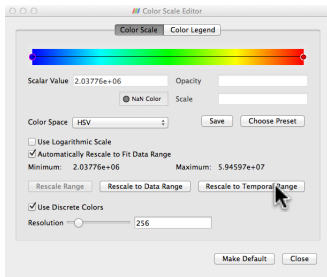 Color Scale Editor
Color Scale Color Legend
Scalar Value 2.03776e+06 Opacity
NaN Color Scale
Color Space HSV Save Choose Preset
Use Logarithmic Scale
Automatically Rescale to Fit Data Range
Minimum: 2.03776e+06 Maximum: 5.94597e+07
Rescale Range Rescale to Data Range Rescale to Temporal Range
Use Discrete Colors
Resolution 256
Make Default Close